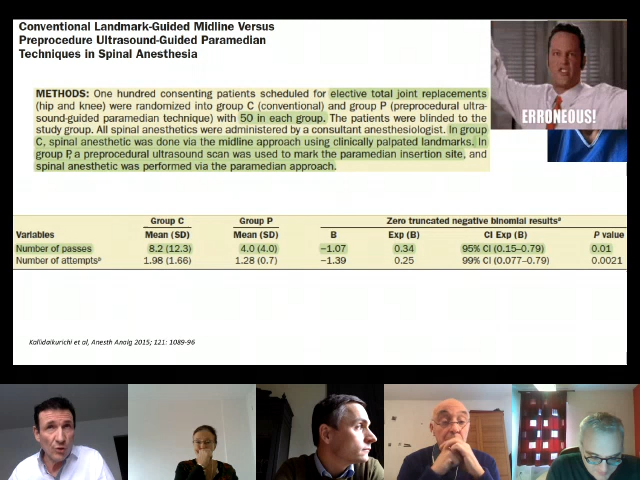 Conventional Landmark-Guided Midline Versus
Preprocedure Ultrasound-Guided Paramedian
Techniques in Spinal Anesthesia
ERRONEOUS!
METHODS: One hundred consenting patients scheduled for elective total joint replacements
(hip and knee) were randomized into group C (conventional) and group P (preprocedural ultra-
sound-guided paramedian technique) with 50 in each group. The patients were blinded to the
study group. All spinal anesthetics were administered by a consultant anesthesiologist. In group
C, spinal anesthetic was done via the midline approach using clinically palpated landmarks. In
group P, a preprocedural ultrasound scan was used to mark the paramedian insertion site, and
spinal anesthetic was performed via the paramedian approach.
Group C Group P Zero truncated negative binomial resultsᵃ
Variables Mean (SD) Mean (SD) B Exp (B) CI Exp (B) P value
Number of passes 8.2 (12.3) 4.0 (4.0) −1.07 0.34 95% CI (0.15–0.79) 0.01
Number of attemptsᵇ 1.98 (1.66) 1.28 (0.7) −1.39 0.25 99% CI (0.077–0.79) 0.0021
Kallidaikurichi et al, Anesth Analg 2015; 121: 1089-96